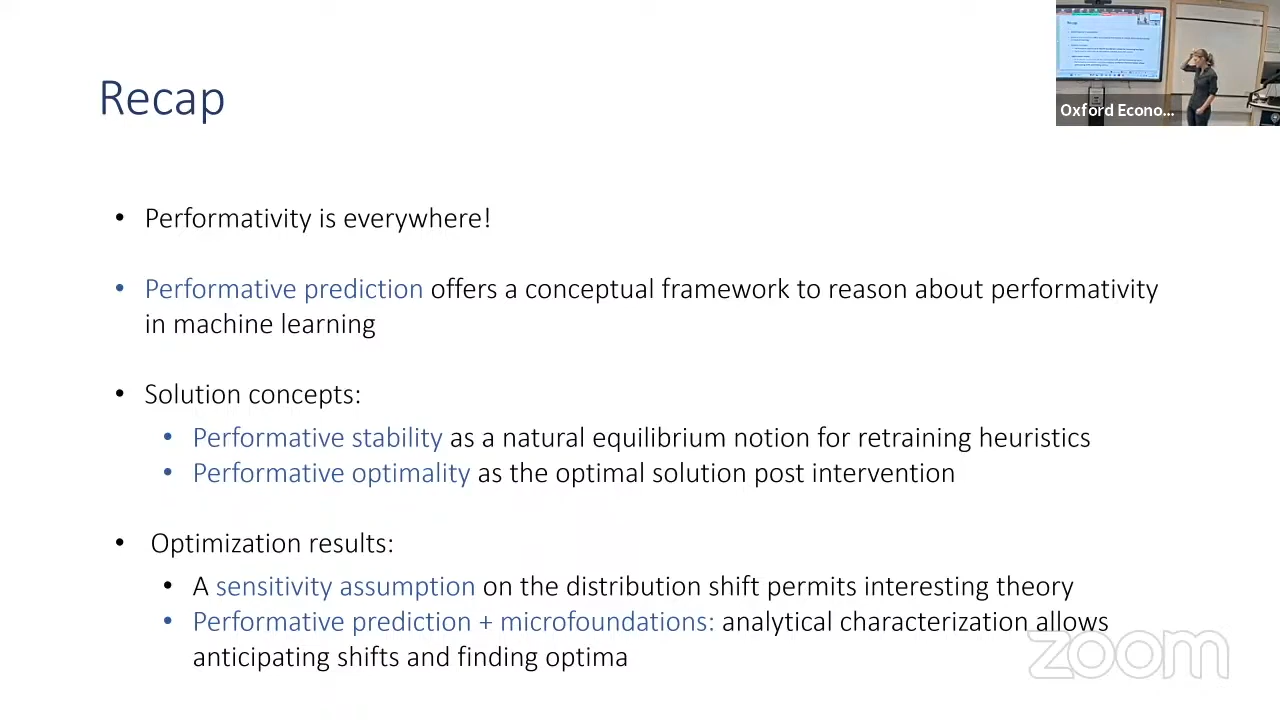 Recap
Oxford Econo...
• Performativity is everywhere!
• Performative prediction offers a conceptual framework to reason about performativity
in machine learning
• Solution concepts:
• Performative stability as a natural equilibrium notion for retraining heuristics
• Performative optimality as the optimal solution post intervention
• Optimization results:
• A sensitivity assumption on the distribution shift permits interesting theory
• Performative prediction + microfoundations: analytical characterization allows
anticipating shifts and finding optima
zoom